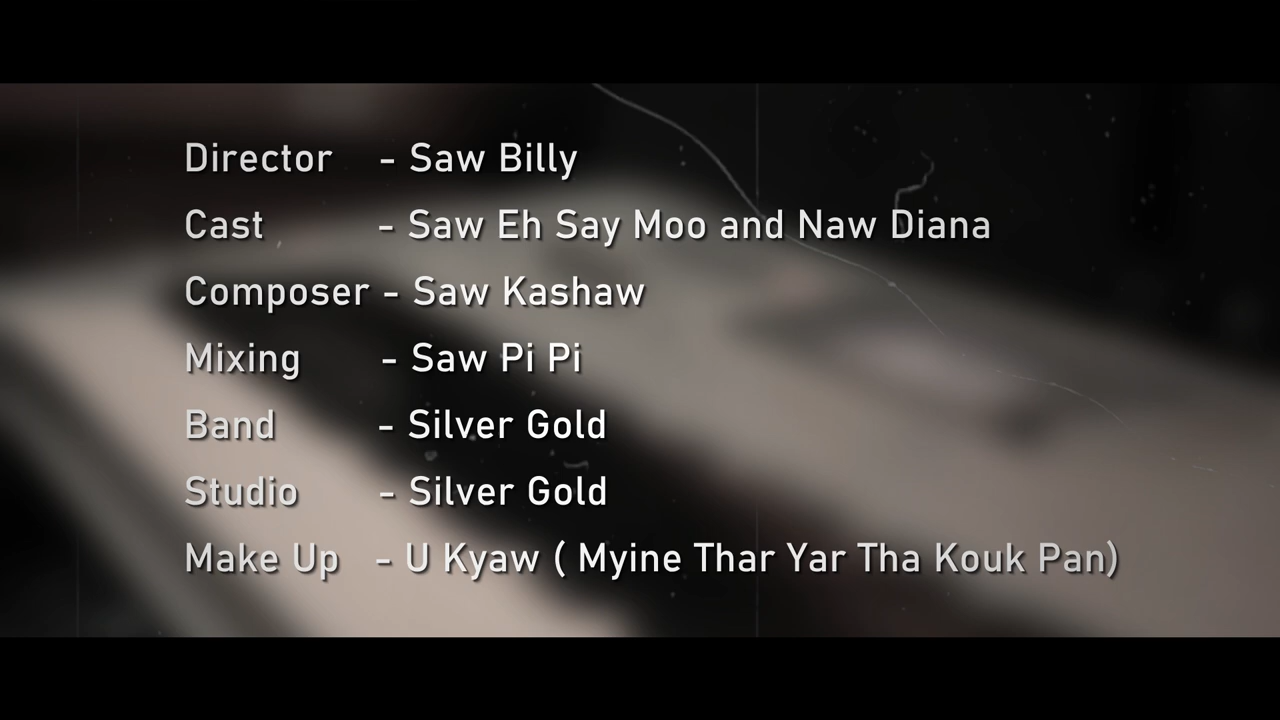 Director - Saw Billy
Cast - Saw Eh Say Moo and Naw Diana
Composer - Saw Kashaw
Mixing - Saw Pi Pi
Band - Silver Gold
Studio - Silver Gold
Make Up - U Kyaw ( Myine Thar Yar Tha Kouk Pan)